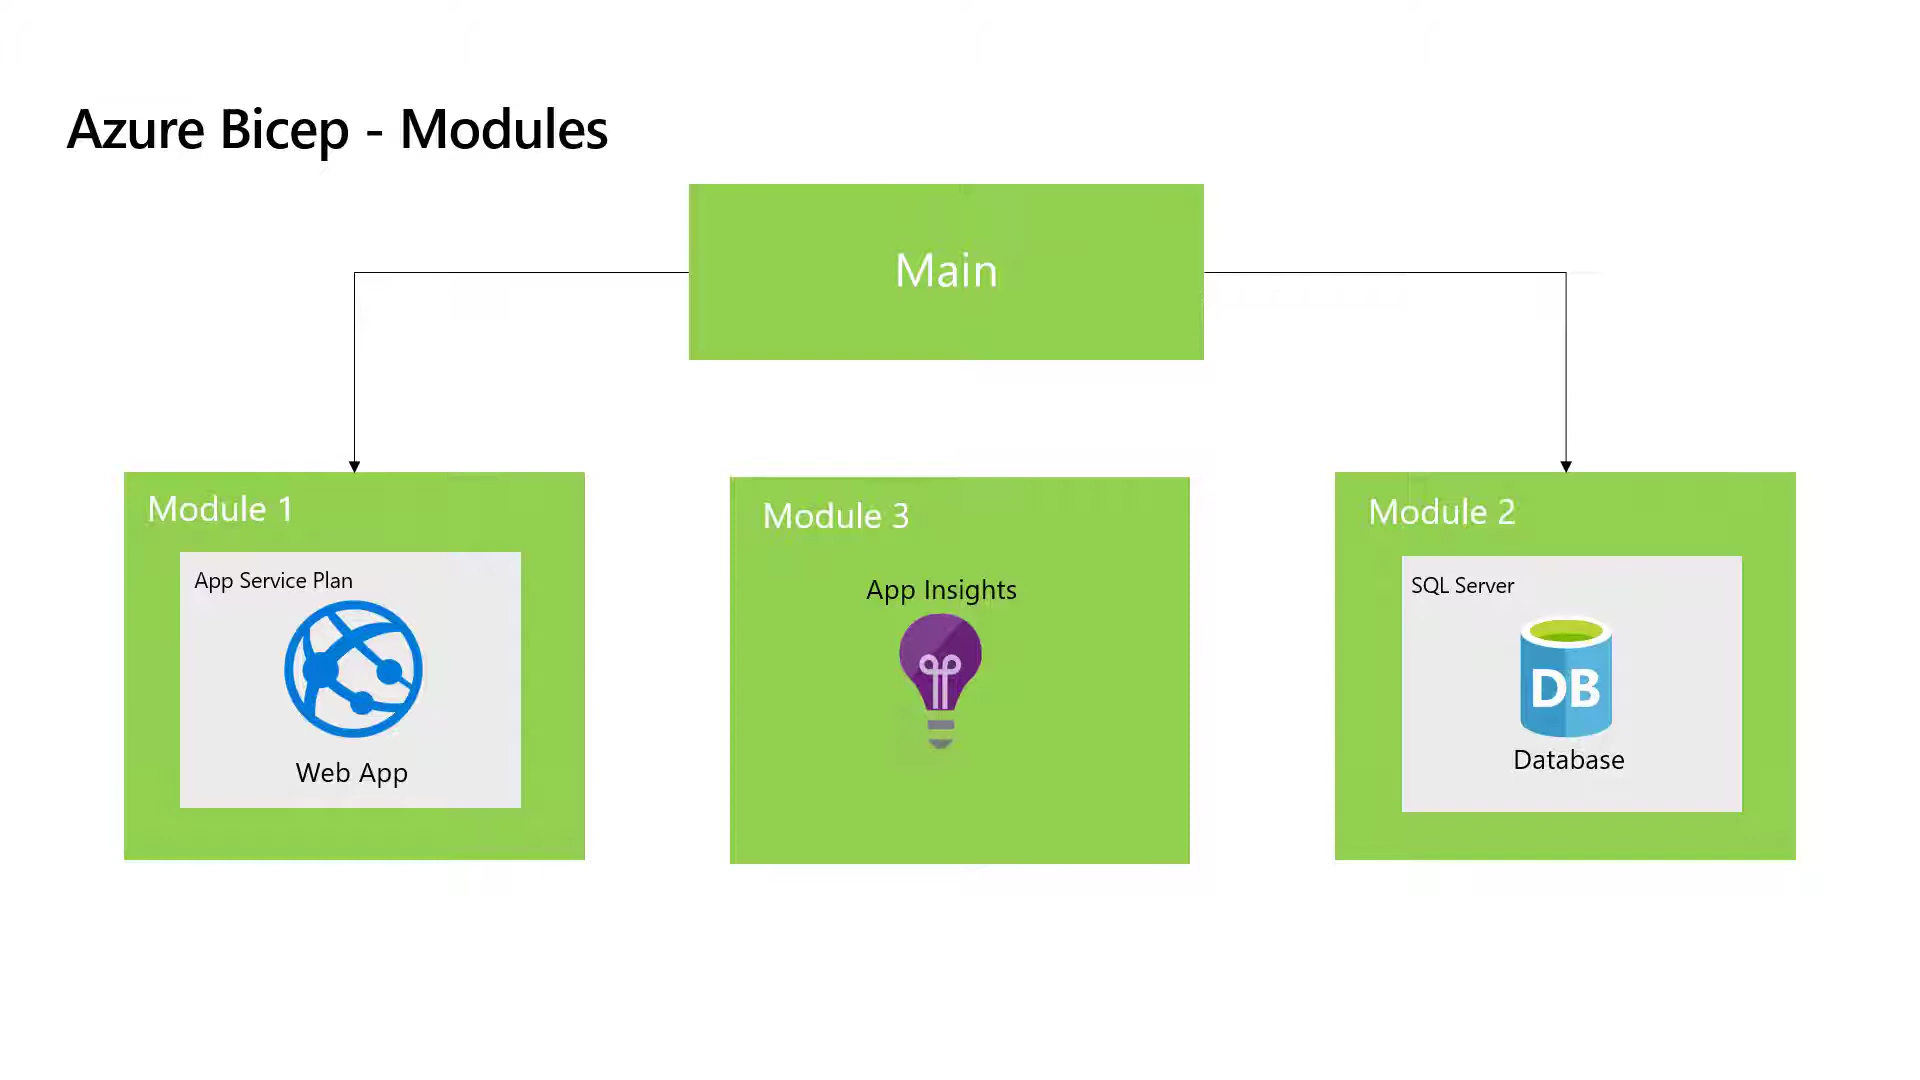 Azure Bicep - Modules
Main
Module 1
App Service Plan
Web App
Module 3
App Insights
Module 2
SQL Server
DB
Database